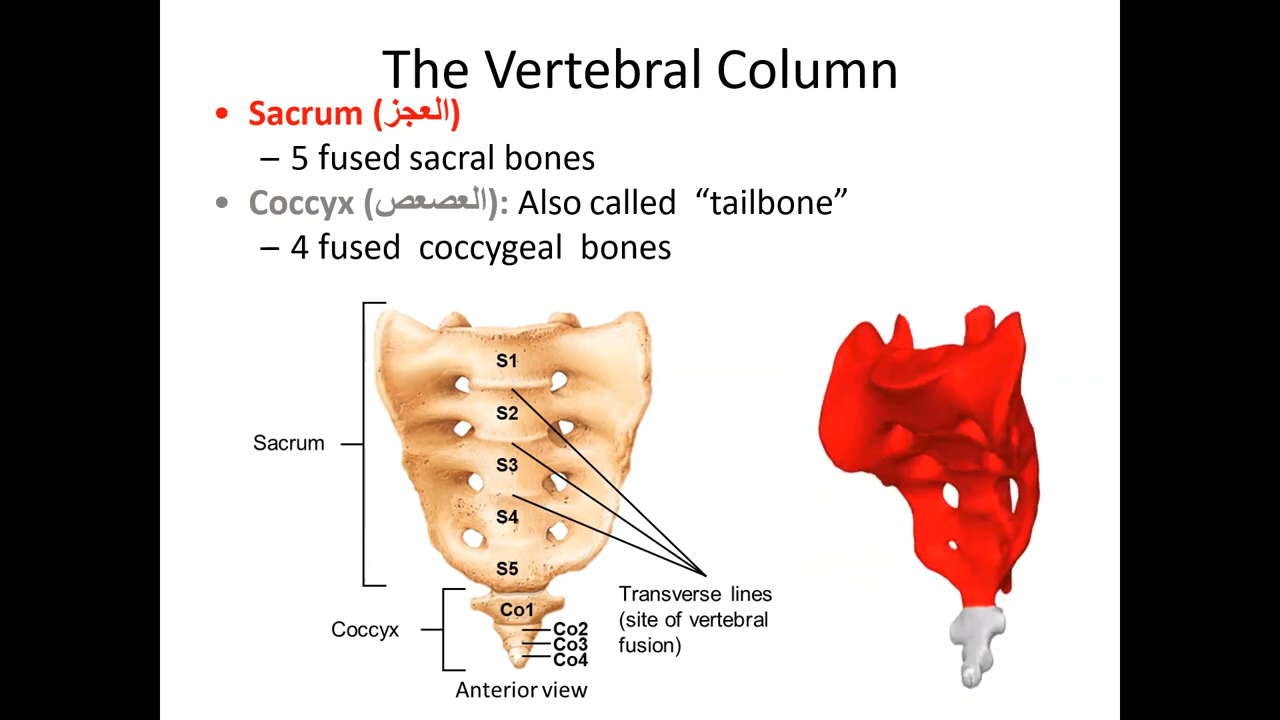 The Vertebral Column
• Sacrum (العجز)
– 5 fused sacral bones
• Coccyx (العصعص): Also called “tailbone”
– 4 fused coccygeal bones
S1
S2
S3
S4
S5
Sacrum
Transverse lines
(site of vertebral
fusion)
Coccyx
Co1
Co2
Co3
Co4
Anterior view